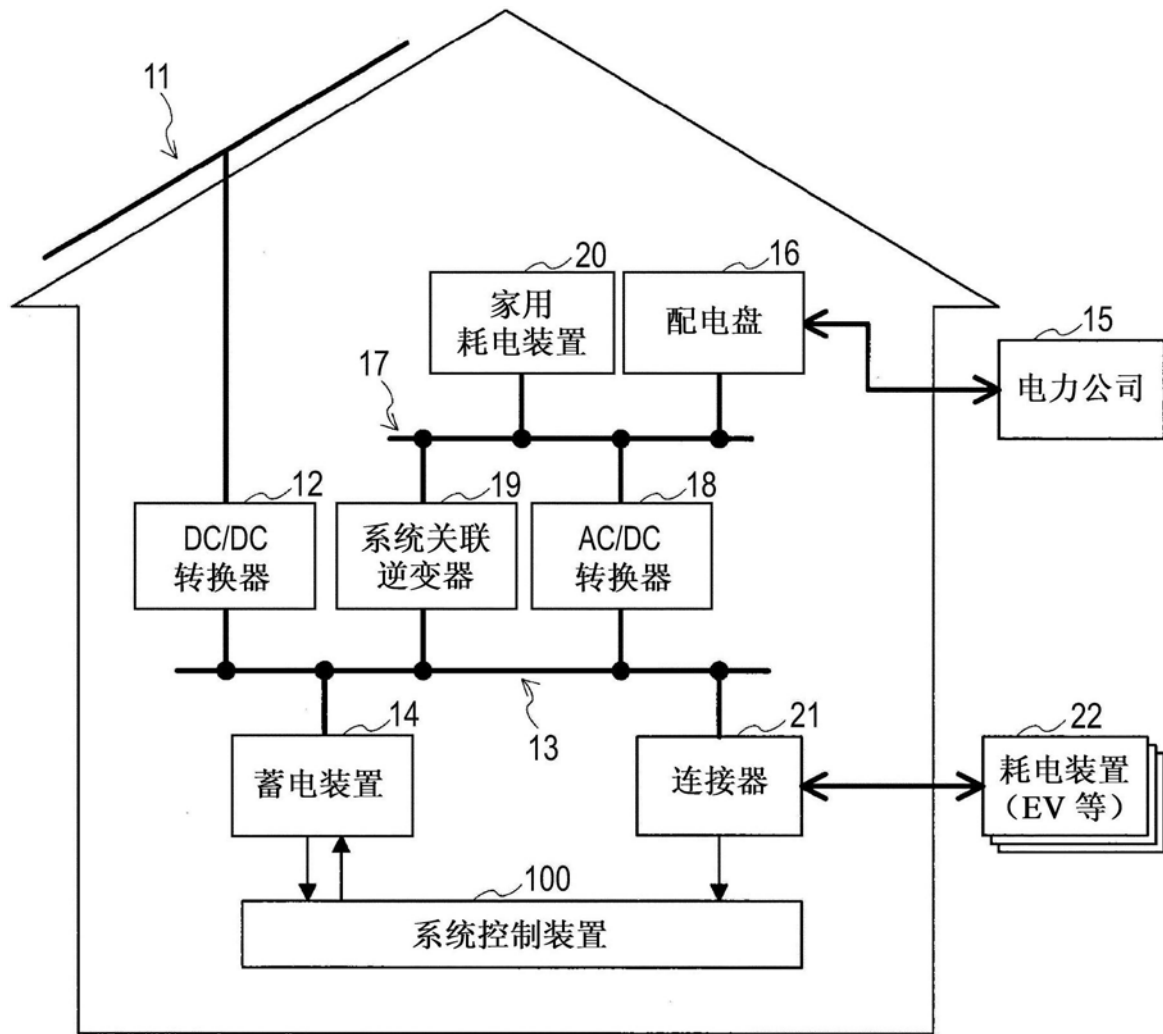 11
20
16
家用
耗电装置
配电盘
15
电力公司
17
12
19
18
DC/DC
转换器
系统关联
逆变器
AC/DC
转换器
14
13
21
22
蓄电装置
连接器
耗电装置
（EV 等）
100
系统控制装置